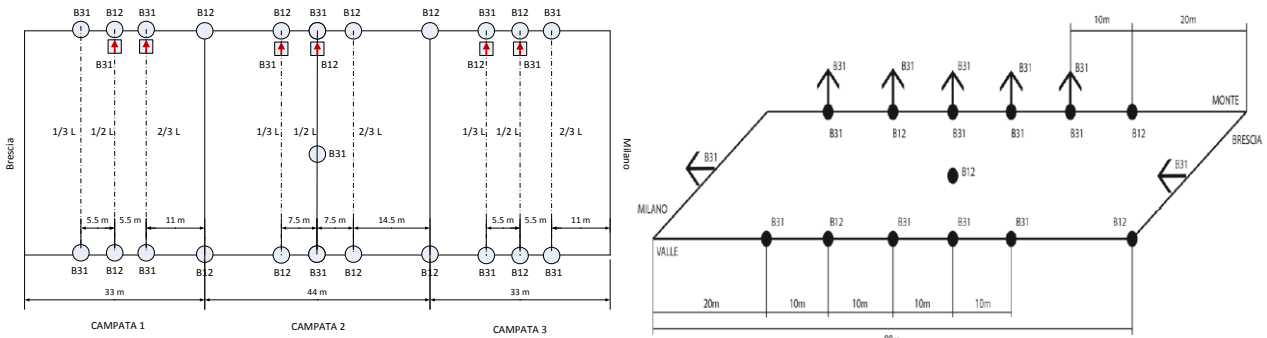 B31 B12 B31 B12 B12 B31 B12 B12 B31 B12 B31
B31 B31 B12 B12 B31
1/3 L 1/2 L 2/3 L 1/3 L 1/2 L 2/3 L 1/3 L 1/2 L 2/3 L
Brescia
Milano
B31
5.5 m 5.5 m 11 m 7.5 m 7.5 m 14.5 m 5.5 m 5.5 m 11 m
B31 B12 B31 B12 B12 B31 B12 B12 B31 B12 B31
33 m 44 m 33 m
CAMPATA 1 CAMPATA 2 CAMPATA 3
10m 20m
B31 B31 B31 B31 B31
MONTE
B31 B12 B31 B31 B31 B12
BRESCIA
B31 B31
B12
MILANO
B31 B12 B31 B31 B31 B12
VALLE
20m 10m 10m 10m 10m